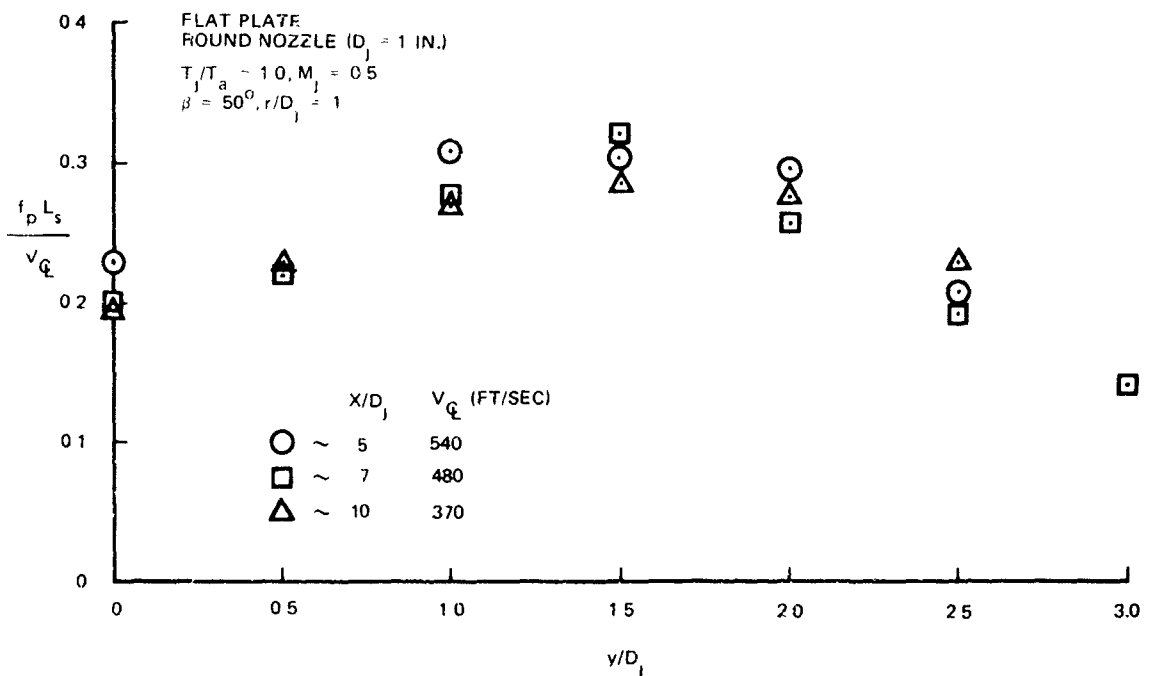 FLAT PLATE
ROUND NOZZLE (D_j = 1 IN.)
T_j/T_a ~ 1 0, M_j = 0 5
β = 50°, r/D_j = 1
0 4
0.3
0 2
0 1
0
f_p L_s
V_℄
X/D_j V_℄ (FT/SEC)
~ 5 540
~ 7 480
~ 10 370
0 0 5 1 0 1 5 2 0 2 5 3.0
y/D_j